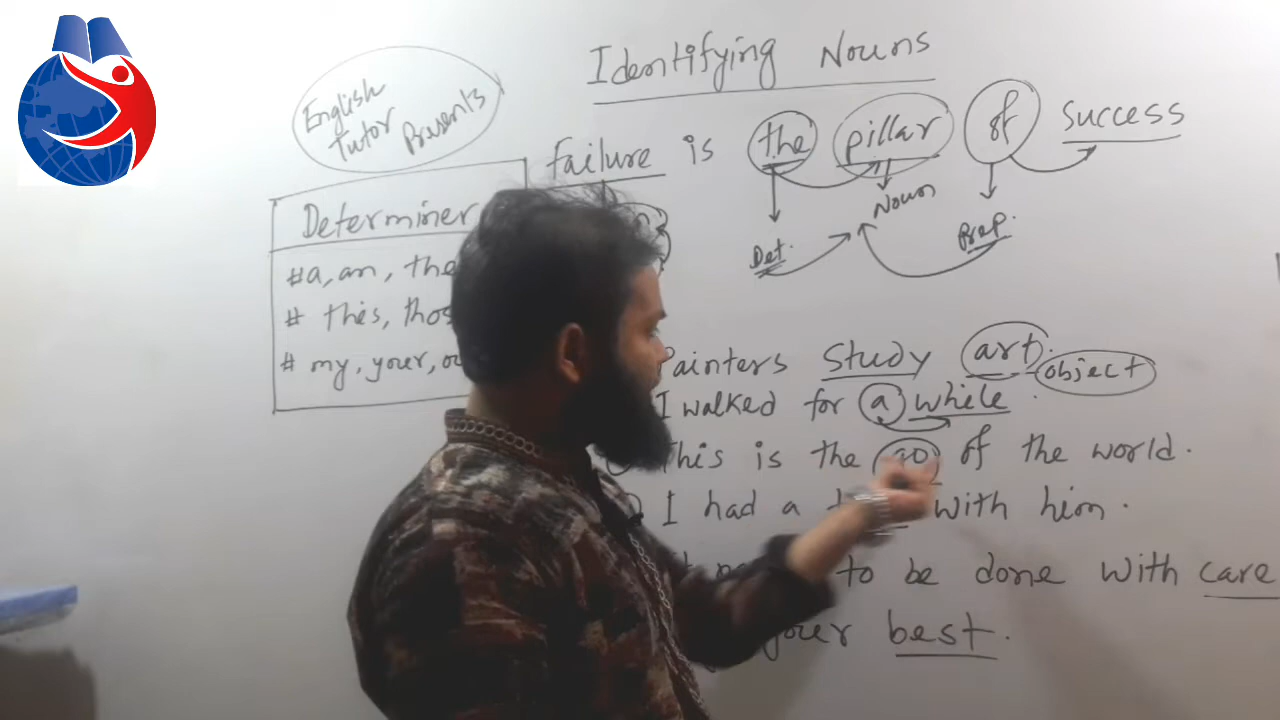 Identifying Nouns
English
Tutor
Presents
failure is the pillar of success
Noun
Det.
Prep.
Determiner
#a, an, the
# this, thos
# my, your, ou
Painters study art.
object
I walked for a while.
This is the go of the world.
I had a with him.
to be done with care
your best.